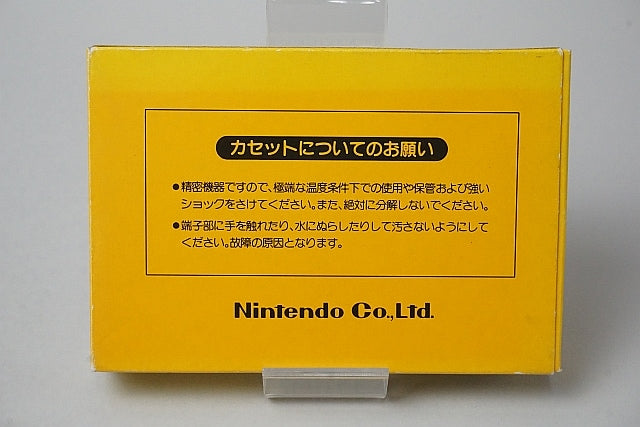 カセットについてのお願い
●精密機器ですので、極端な温度条件下での使用や保管および強い
ショックをさけてください。また、絶対に分解しないでください。
●端子部に手を触れたり、水にぬらしたりして汚さないようにして
ください。故障の原因となります。
Nintendo Co.,Ltd.